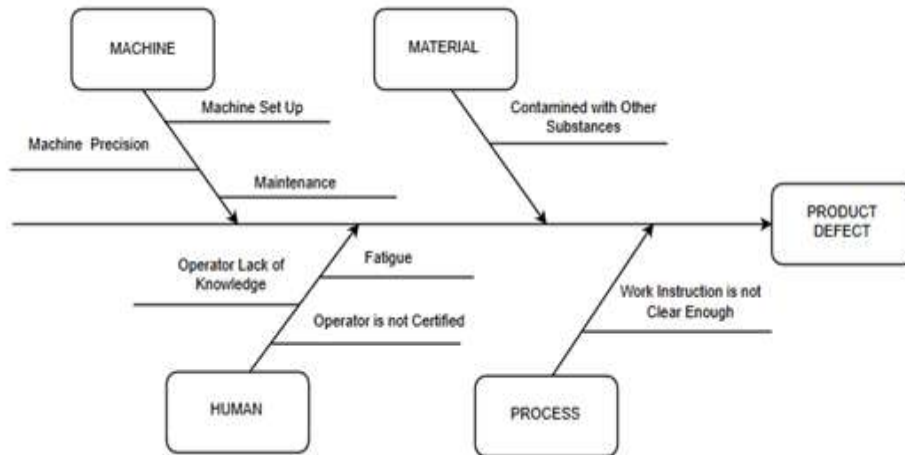 MACHINE
MATERIAL
Machine Set Up
Contamined with Other
Substances
Machine Precision
Maintenance
PRODUCT
DEFECT
Operator Lack of
Knowledge
Fatigue
Work Instruction is not
Clear Enough
Operator is not Certified
HUMAN
PROCESS